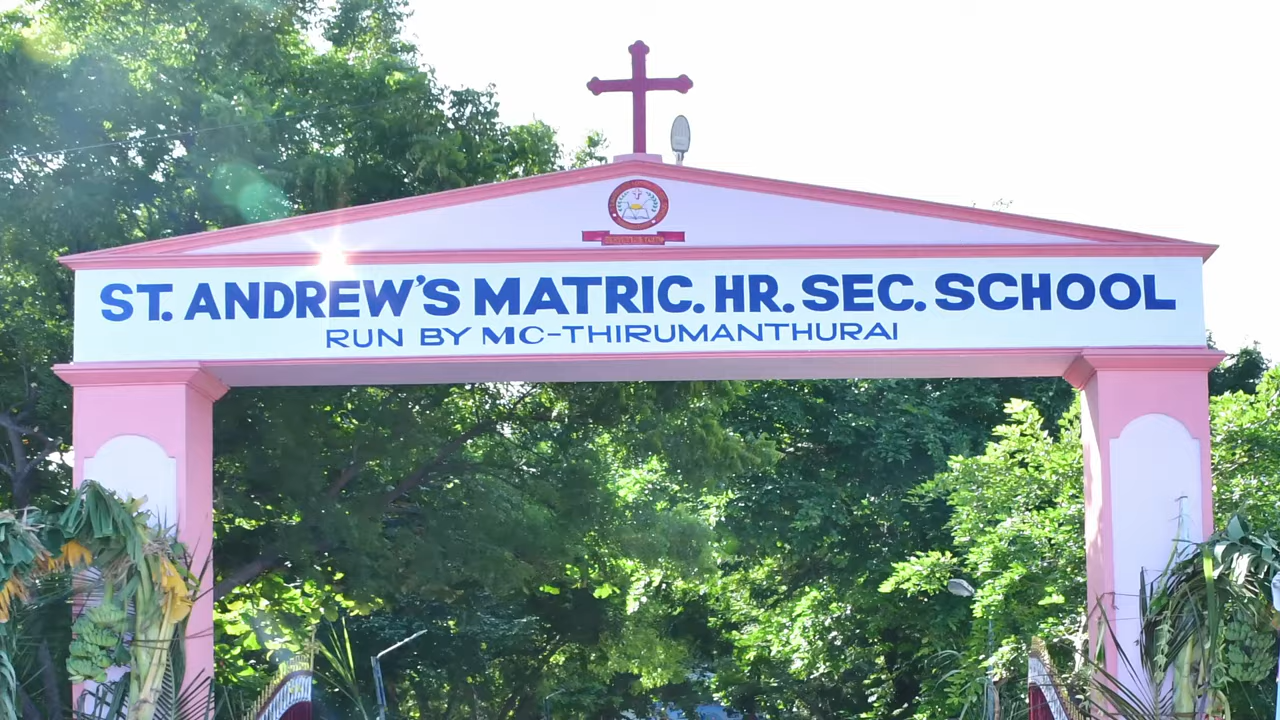 ST. ANDREW'S MATRIC. HR. SEC. SCHOOL
RUN BY MC-THIRUMANTHURAI